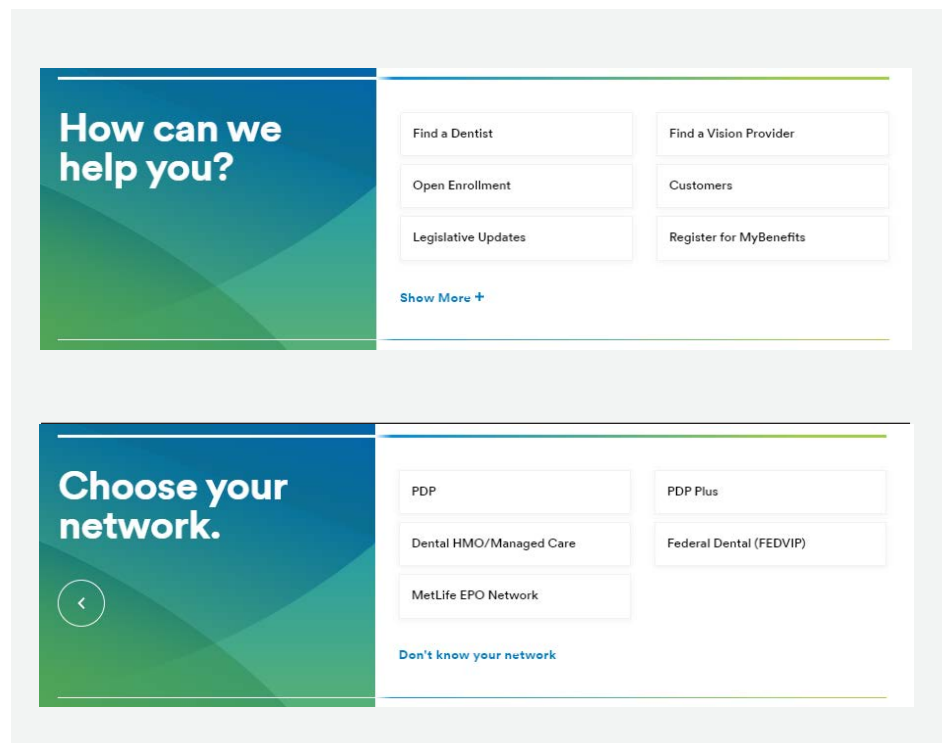 How can we
help you?
Find a Dentist
Find a Vision Provider
Open Enrollment
Customers
Legislative Updates
Register for MyBenefits
Show More +
Choose your
network.
PDP
PDP Plus
Dental HMO/Managed Care
Federal Dental (FEDVIP)
MetLife EPO Network
Don't know your network